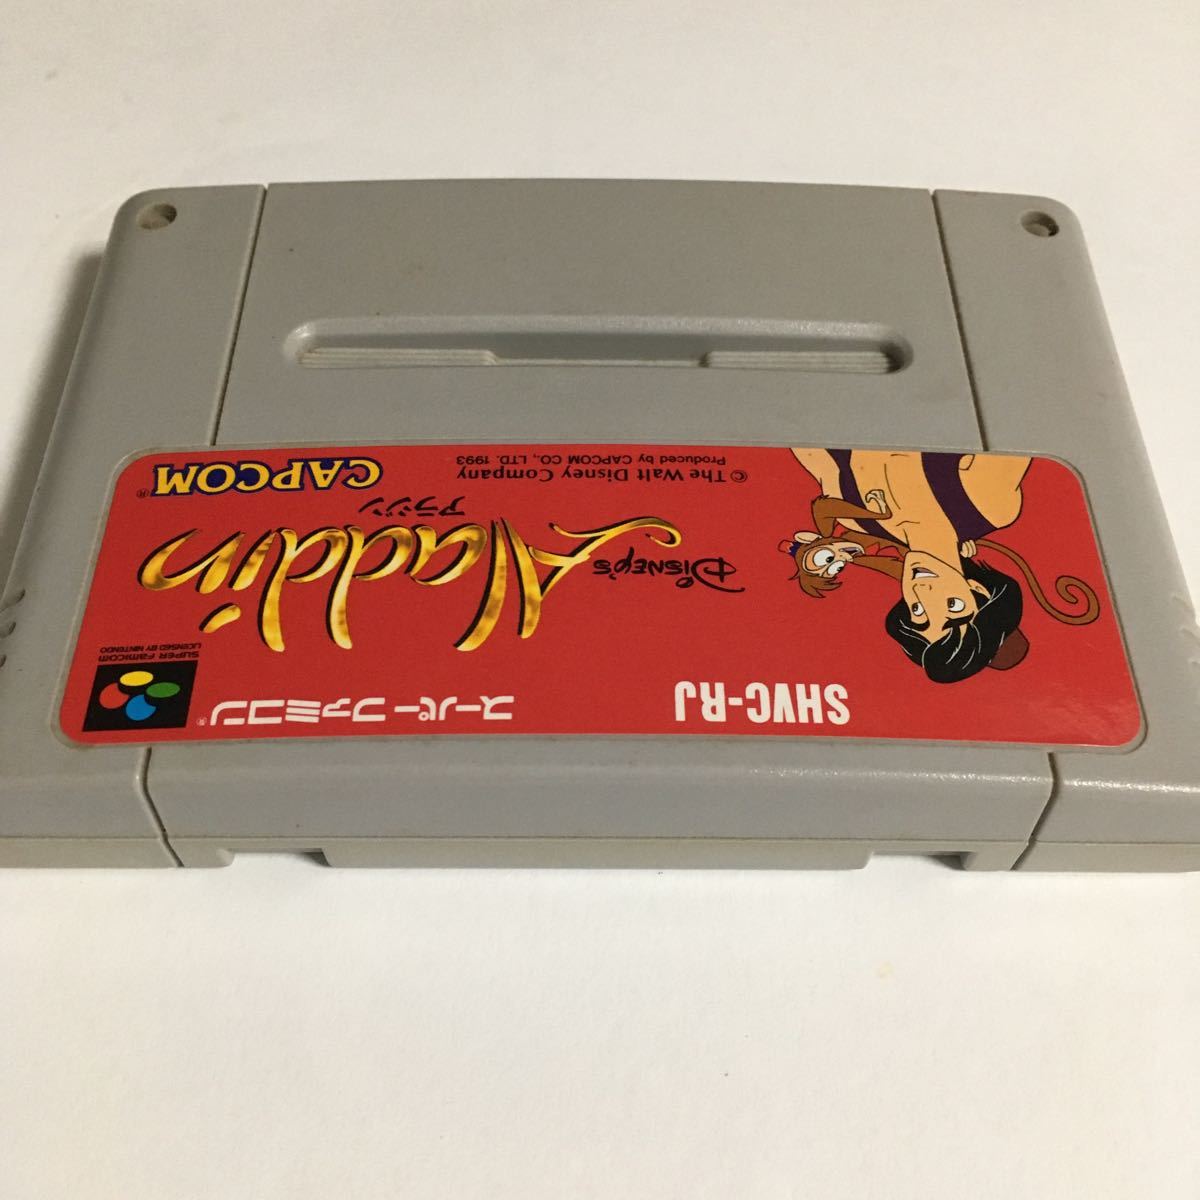 SHVC-RJ
スーパーファミコン®
SUPER FAMICOM
LICENSED BY NINTENDO
DISNEY'S
Aladdin
アラジン
© The Walt Disney Company
Produced by CAPCOM CO., LTD. 1993
CAPCOM®